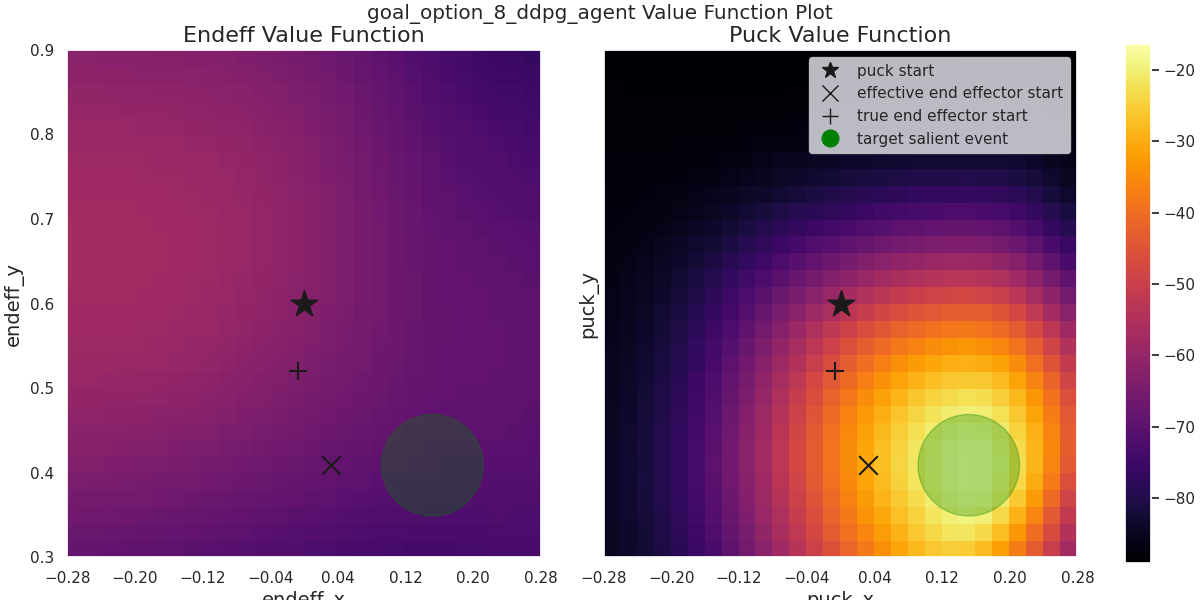 goal_option_8_ddpg_agent Value Function Plot
Endeff Value Function
0.9
0.8
0.7
0.6
0.5
0.4
0.3
endeff_y
−0.28 −0.20 −0.12 −0.04 0.04 0.12 0.20 0.28
endeff_x
Puck Value Function
puck start
effective end effector start
true end effector start
target salient event
puck_y
−0.28 −0.20 −0.12 −0.04 0.04 0.12 0.20 0.28
puck_x
−20
−30
−40
−50
−60
−70
−80